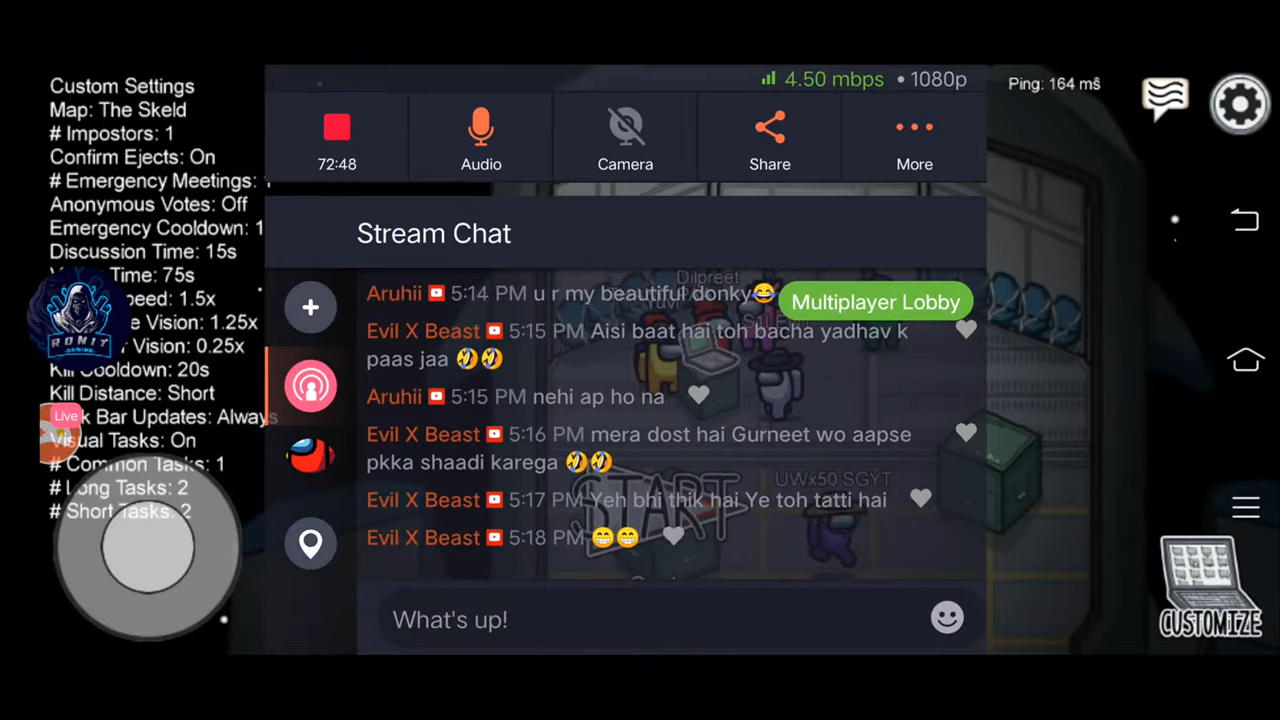 Custom Settings
Map: The Skeld
# Impostors: 1
Confirm Ejects: On
# Emergency Meetings:
Anonymous Votes: Off
Emergency Cooldown: 1
Discussion Time: 15s
Time: 75s
1.5x
Vision: 1.25x
Vision: 0.25x
Kill Cooldown: 20s
Kill Distance: Short
Bar Updates: Always
Visual Tasks: On
# Common Tasks: 1
# Long Tasks: 2
# Short Tasks: 2
RONIT
Live
4.50 mbps • 1080p
72:48
Audio
Camera
Share
More
Stream Chat
Dilpreet
Aruhii 5:14 PM u r my beautiful donky😂
Multiplayer Lobby
Evil X Beast 5:15 PM Aisi baat hai toh bacha yadhav k
paas jaa 🤣🤣
Aruhii 5:15 PM nehi ap ho na
Evil X Beast 5:16 PM mera dost hai Gurneet wo aapse
pkka shaadi karega 🤣🤣
UWx50 SGYT
START
Evil X Beast 5:17 PM Yeh bhi thik hai Ye toh tatti hai
Evil X Beast 5:18 PM 😁😁
What's up!
Ping: 164 ms
CUSTOMIZE